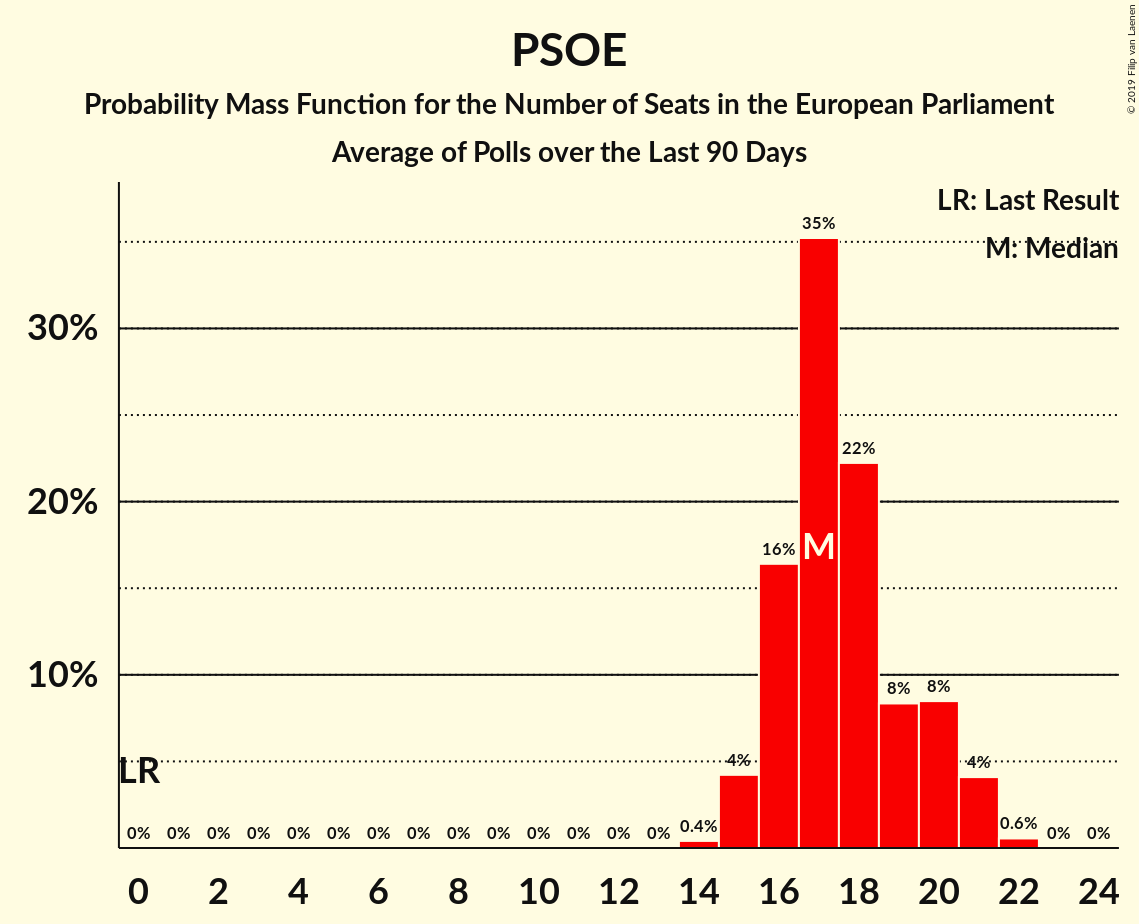 PSOE
Probability Mass Function for the Number of Seats in the European Parliament
Average of Polls over the Last 90 Days
© 2019 Filip van Laenen
LR: Last Result
M: Median
35%
30%
22%
20%
16%
M
10%
8%
8%
4%
4%
LR
0% 0% 0% 0% 0% 0% 0% 0% 0% 0% 0% 0% 0% 0% 0.4% 0.6% 0% 0%
0 2 4 6 8 10 12 14 16 18 20 22 24